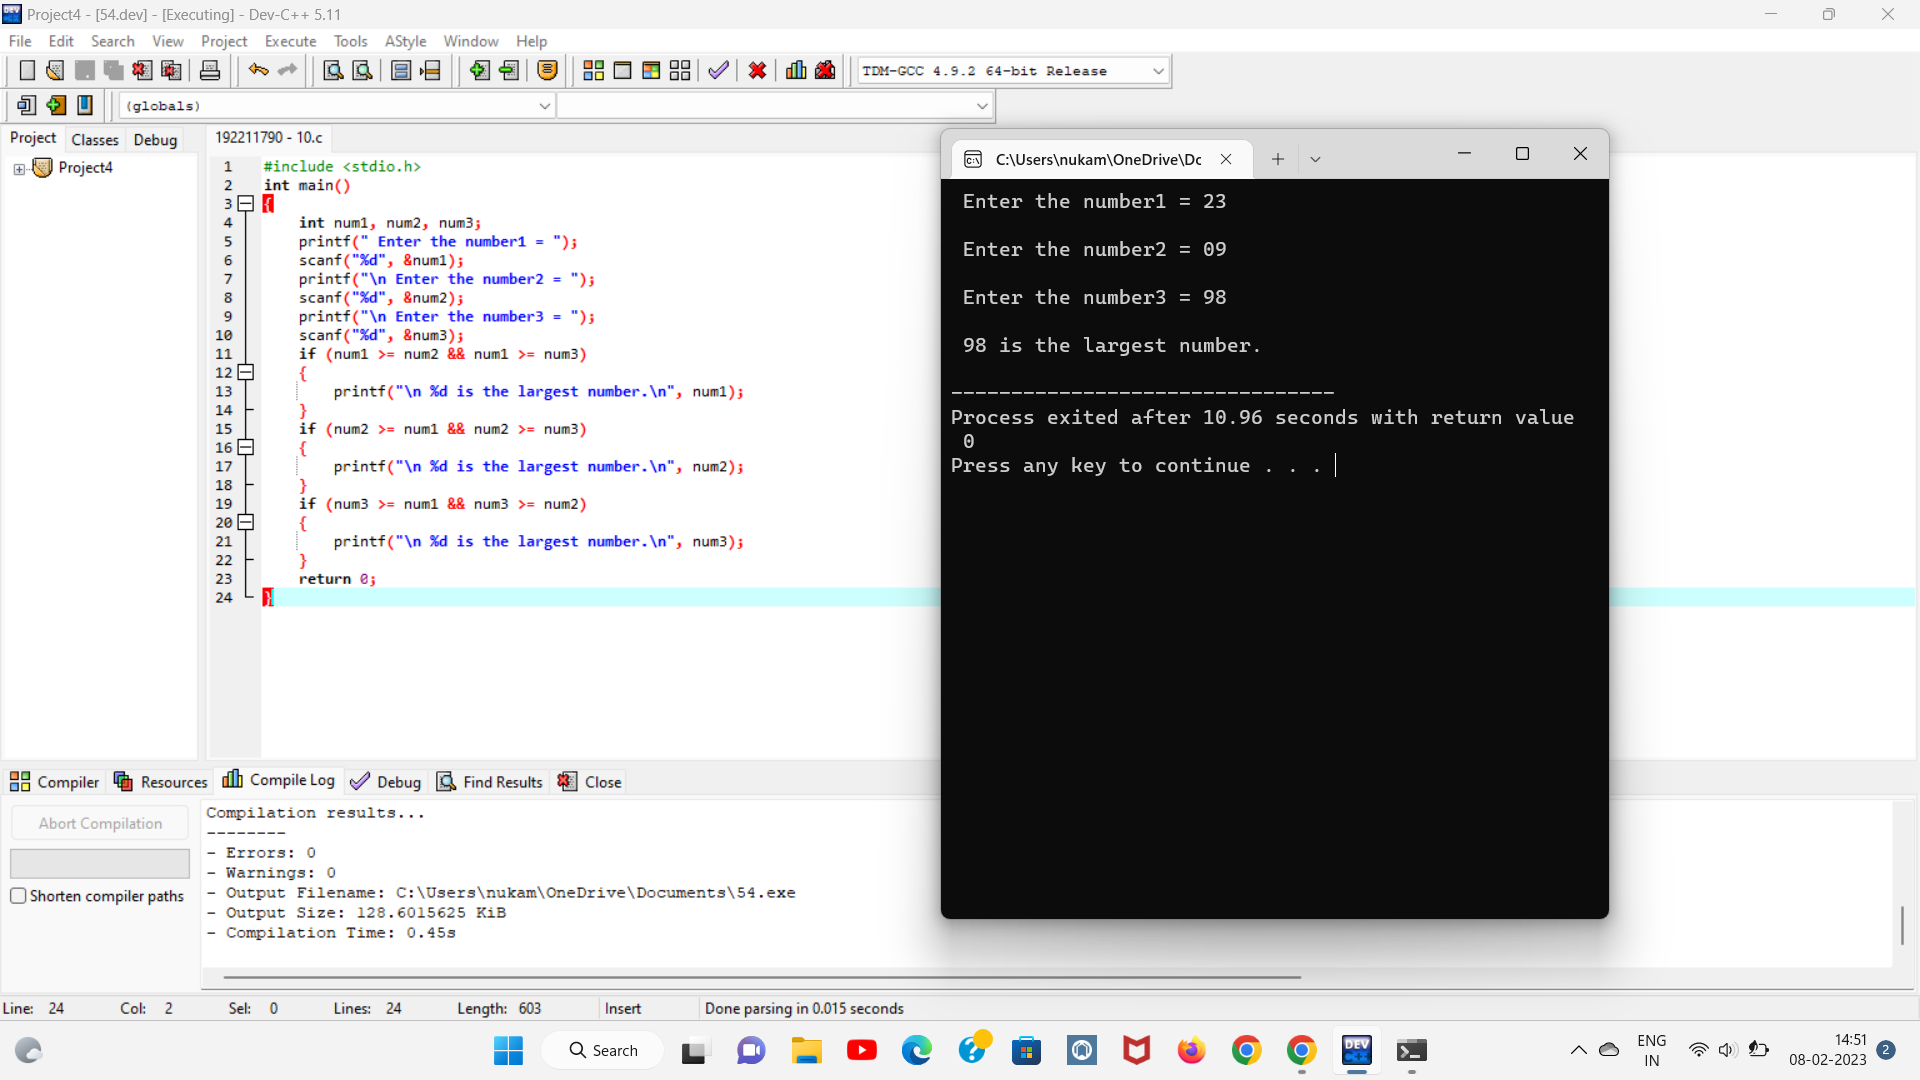 Project4 - [54.dev] - [Executing] - Dev-C++ 5.11
File Edit Search View Project Execute Tools AStyle Window Help
TDM-GCC 4.9.2 64-bit Release
(globals)
Project Classes Debug
192211790 - 10.c
Project4
1 #include <stdio.h>
2 int main()
3 {
4 int num1, num2, num3;
5 printf(" Enter the number1 = ");
6 scanf("%d", &num1);
7 printf("\n Enter the number2 = ");
8 scanf("%d", &num2);
9 printf("\n Enter the number3 = ");
10 scanf("%d", &num3);
11 if (num1 >= num2 && num1 >= num3)
12 {
13 printf("\n %d is the largest number.\n", num1);
14 }
15 if (num2 >= num1 && num2 >= num3)
16 {
17 printf("\n %d is the largest number.\n", num2);
18 }
19 if (num3 >= num1 && num3 >= num2)
20 {
21 printf("\n %d is the largest number.\n", num3);
22 }
23 return 0;
24 }
C:\Users\nukam\OneDrive\Dc
Enter the number1 = 23
Enter the number2 = 09
Enter the number3 = 98
98 is the largest number.
--------------------------------
Process exited after 10.96 seconds with return value
0
Press any key to continue . . .
Compiler Resources Compile Log Debug Find Results Close
Abort Compilation
Shorten compiler paths
Compilation results...
--------
- Errors: 0
- Warnings: 0
- Output Filename: C:\Users\nukam\OneDrive\Documents\54.exe
- Output Size: 128.6015625 KiB
- Compilation Time: 0.45s
Line: 24 Col: 2 Sel: 0 Lines: 24 Length: 603 Insert Done parsing in 0.015 seconds
Search
DEV
C++
ENG
IN
14:51
08-02-2023
2